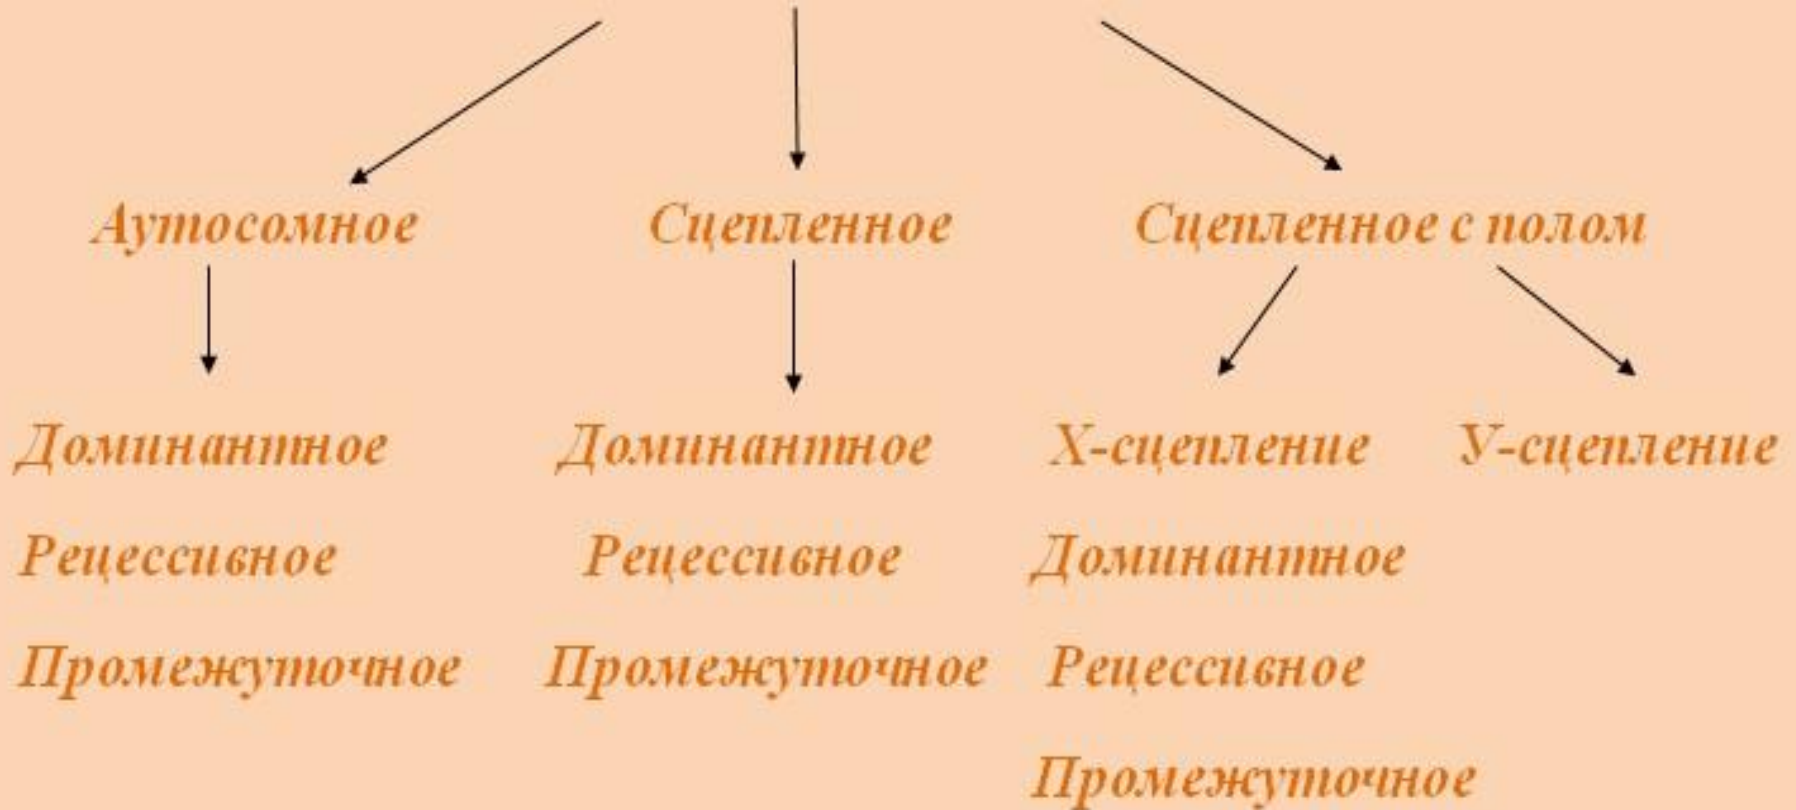 Аутосомное Сцепленное Сцепленное с полом
Доминантное Доминантное Х-сцепление У-сцепление
Рецессивное Рецессивное Доминантное
Промежуточное Промежуточное Рецессивное
Промежуточное